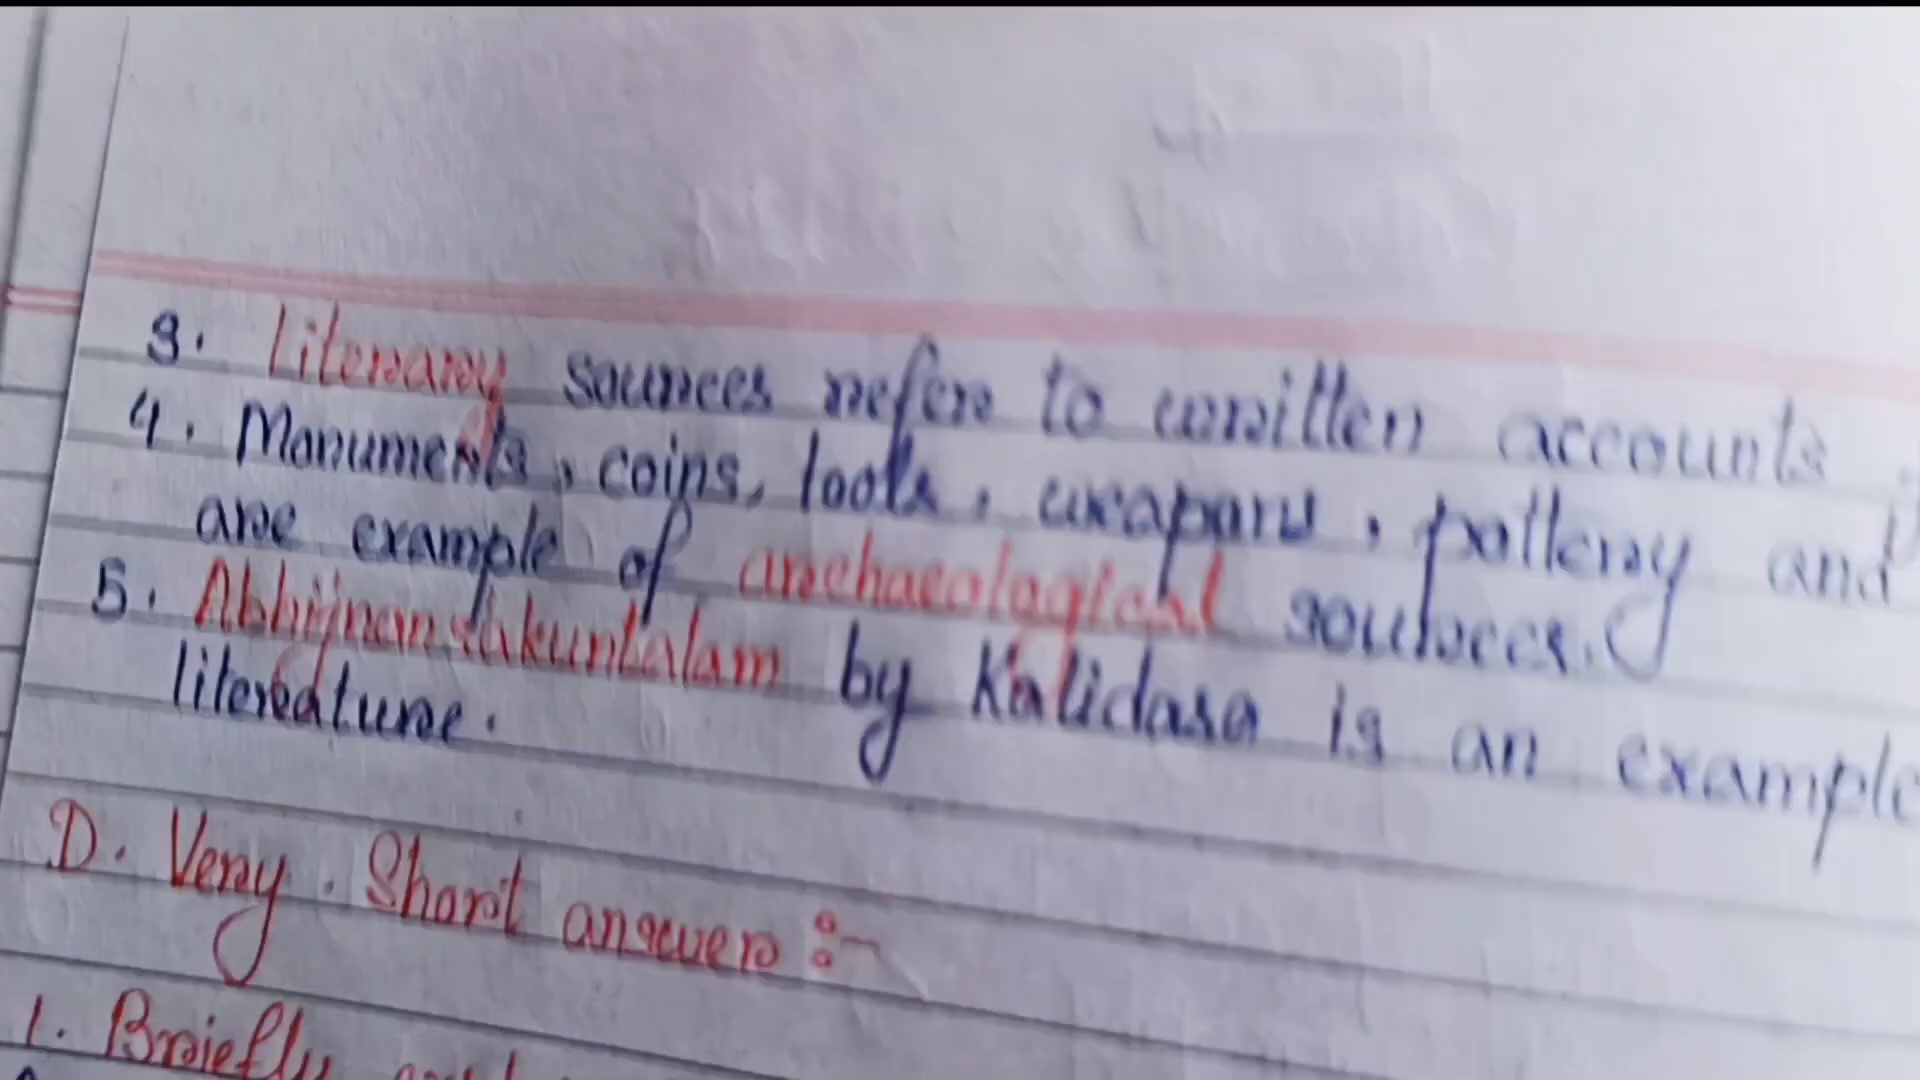 3. Literary sources refer to written accounts
4. Monuments, coins, tools, weapons, pottery and
are example of archaeological sources.
5. Abhijnanshakuntalam by Kalidasa is an example
literature.
D. Very Short answer :-
1. Briefly